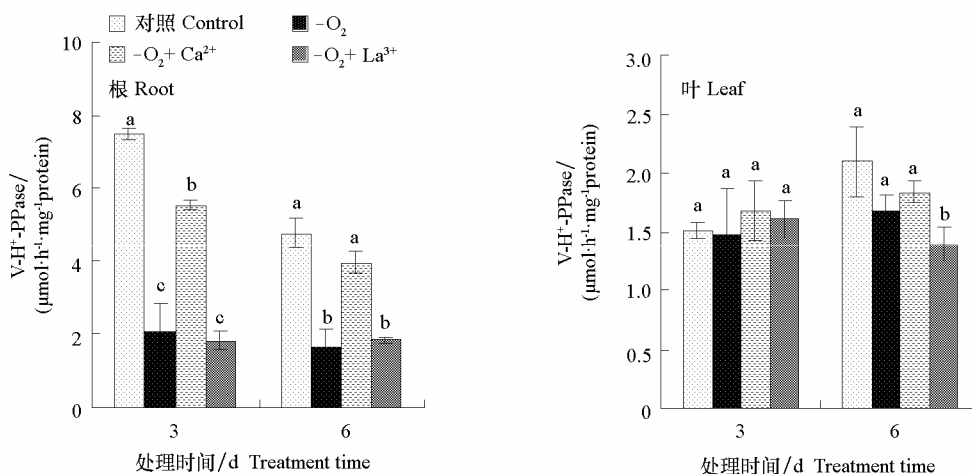 对照 Control
-O₂
-O₂+ Ca²⁺
-O₂+ La³⁺
根 Root
V-H⁺-PPase/
(μmol·h⁻¹·mg⁻¹protein)
10
8
6
4
2
0
a
b
c
c
a
a
b
b
3
6
处理时间/d Treatment time
叶 Leaf
V-H⁺-PPase/
(μmol·h⁻¹·mg⁻¹protein)
3.0
2.5
2.0
1.5
1.0
0.5
0
a
a
a
a
a
a
a
b
3
6
处理时间/d Treatment time